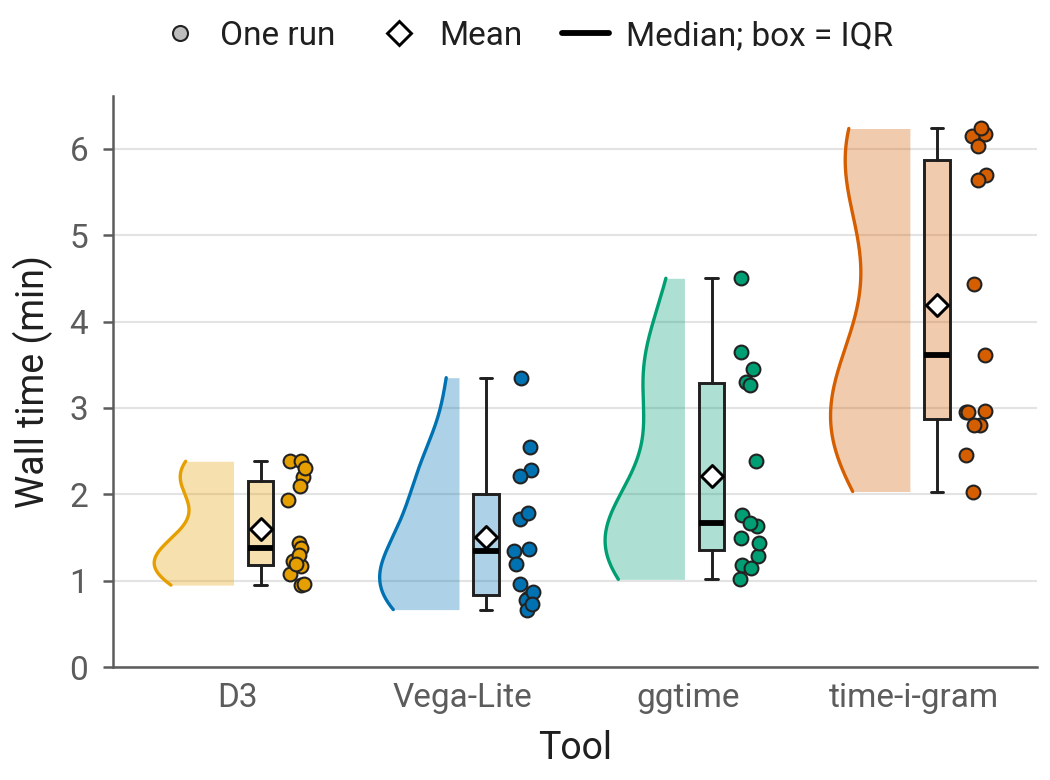 One run Mean Median; box = IQR
Wall time (min)
6
5
4
3
2
1
0
D3 Vega-Lite ggtime time-i-gram
Tool